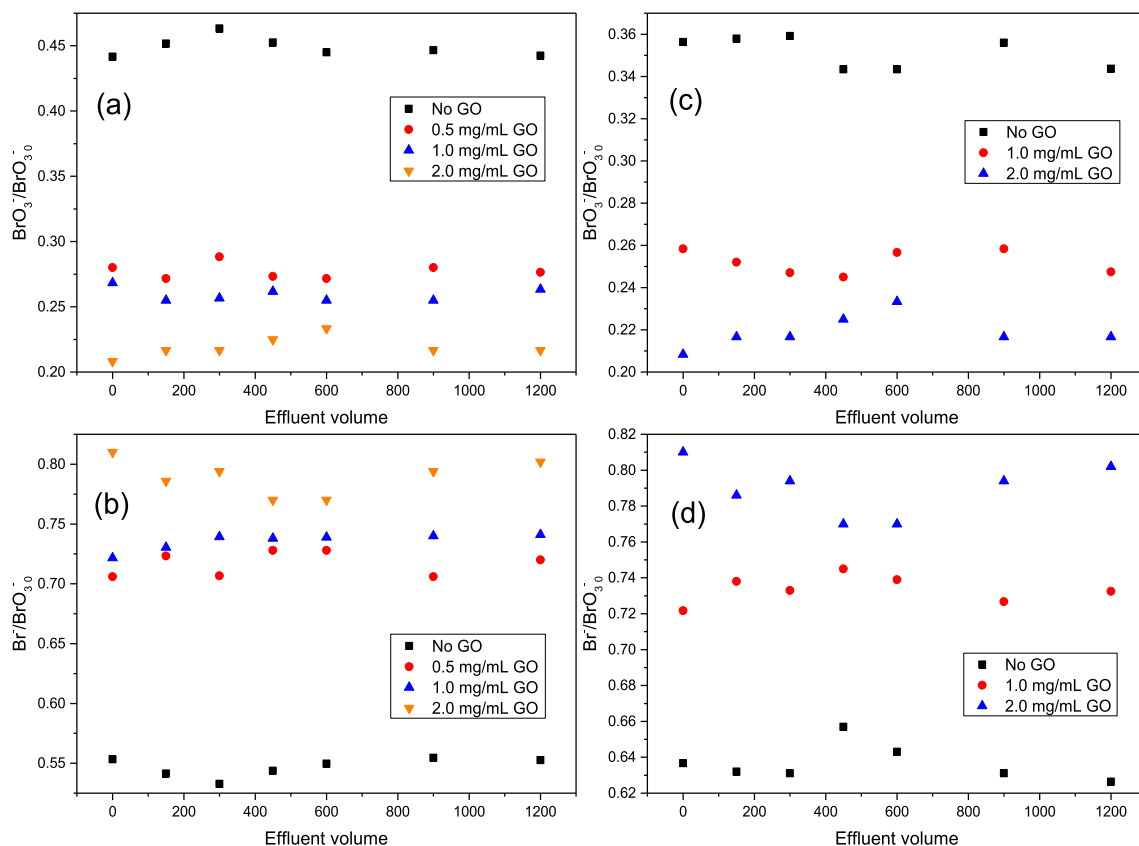 (a)
BrO₃⁻/BrO₃₀⁻
0.45
0.40
0.35
0.30
0.25
0.20
No GO
0.5 mg/mL GO
1.0 mg/mL GO
2.0 mg/mL GO
0 200 400 600 800 1000 1200
Effluent volume
(c)
BrO₃⁻/BrO₃₀⁻
0.36
0.34
0.32
0.30
0.28
0.26
0.24
0.22
0.20
No GO
1.0 mg/mL GO
2.0 mg/mL GO
0 200 400 600 800 1000 1200
Effluent volume
(b)
Br⁻/BrO₃₀⁻
0.80
0.75
0.70
0.65
0.60
0.55
No GO
0.5 mg/mL GO
1.0 mg/mL GO
2.0 mg/mL GO
0 200 400 600 800 1000 1200
Effluent volume
(d)
Br⁻/BrO₃₀⁻
0.82
0.80
0.78
0.76
0.74
0.72
0.70
0.68
0.66
0.64
0.62
No GO
1.0 mg/mL GO
2.0 mg/mL GO
0 200 400 600 800 1000 1200
Effluent volume